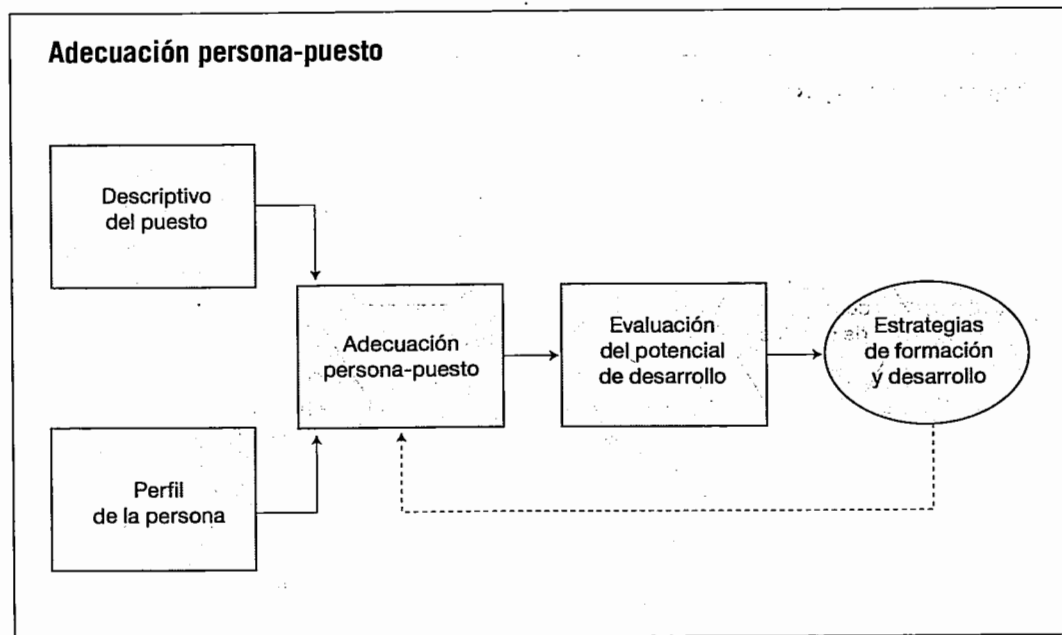 Adecuación persona-puesto
Descriptivo
del puesto
Adecuación
persona-puesto
Evaluación
del potencial
de desarrollo
Estrategias
de formación
y desarrollo
Perfil
de la persona